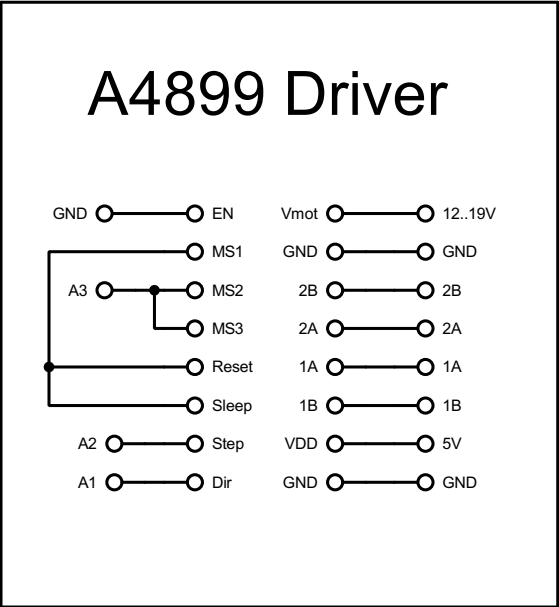 A4899 Driver
GND EN Vmot 12..19V
MS1 GND GND
A3 MS2 2B 2B
MS3 2A 2A
Reset 1A 1A
Sleep 1B 1B
A2 Step VDD 5V
A1 Dir GND GND